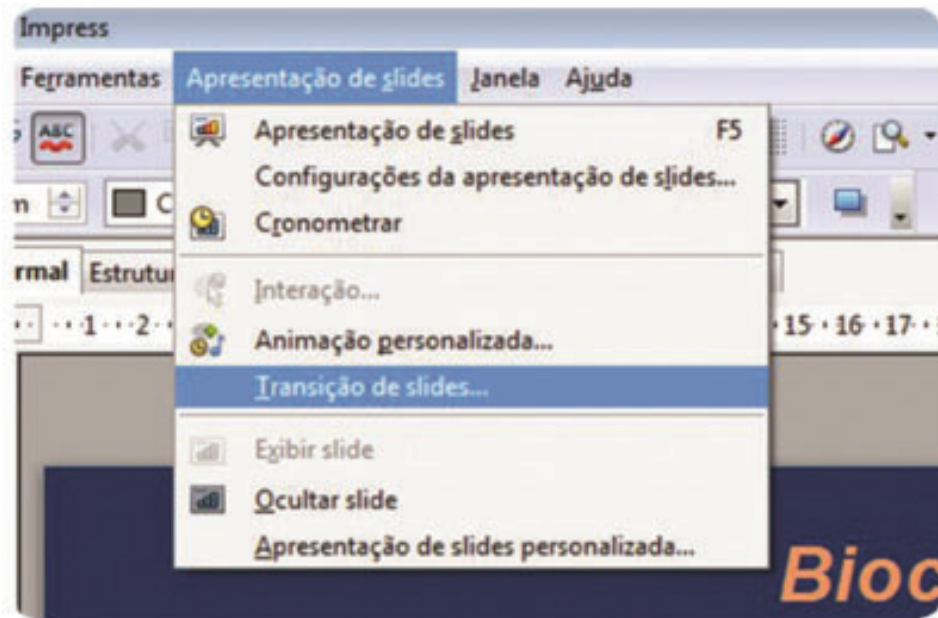 Impress
Ferramentas Apresentação de slides Janela Ajuda
ABC
Apresentação de slides F5
Configurações da apresentação de slides...
Cronometrar
rmal Estrutu
Interação...
1 2 15 16 17
Animação personalizada...
Transição de slides...
Exibir slide
Ocultar slide
Apresentação de slides personalizada...
Bioc